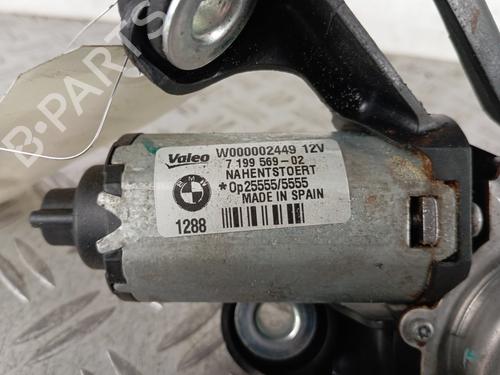 Valeo W000002449 12V
7 199 569-02
NAHENTSTOERT
*Op25555/5555
MADE IN SPAIN
BMW
1288
B-PARTS